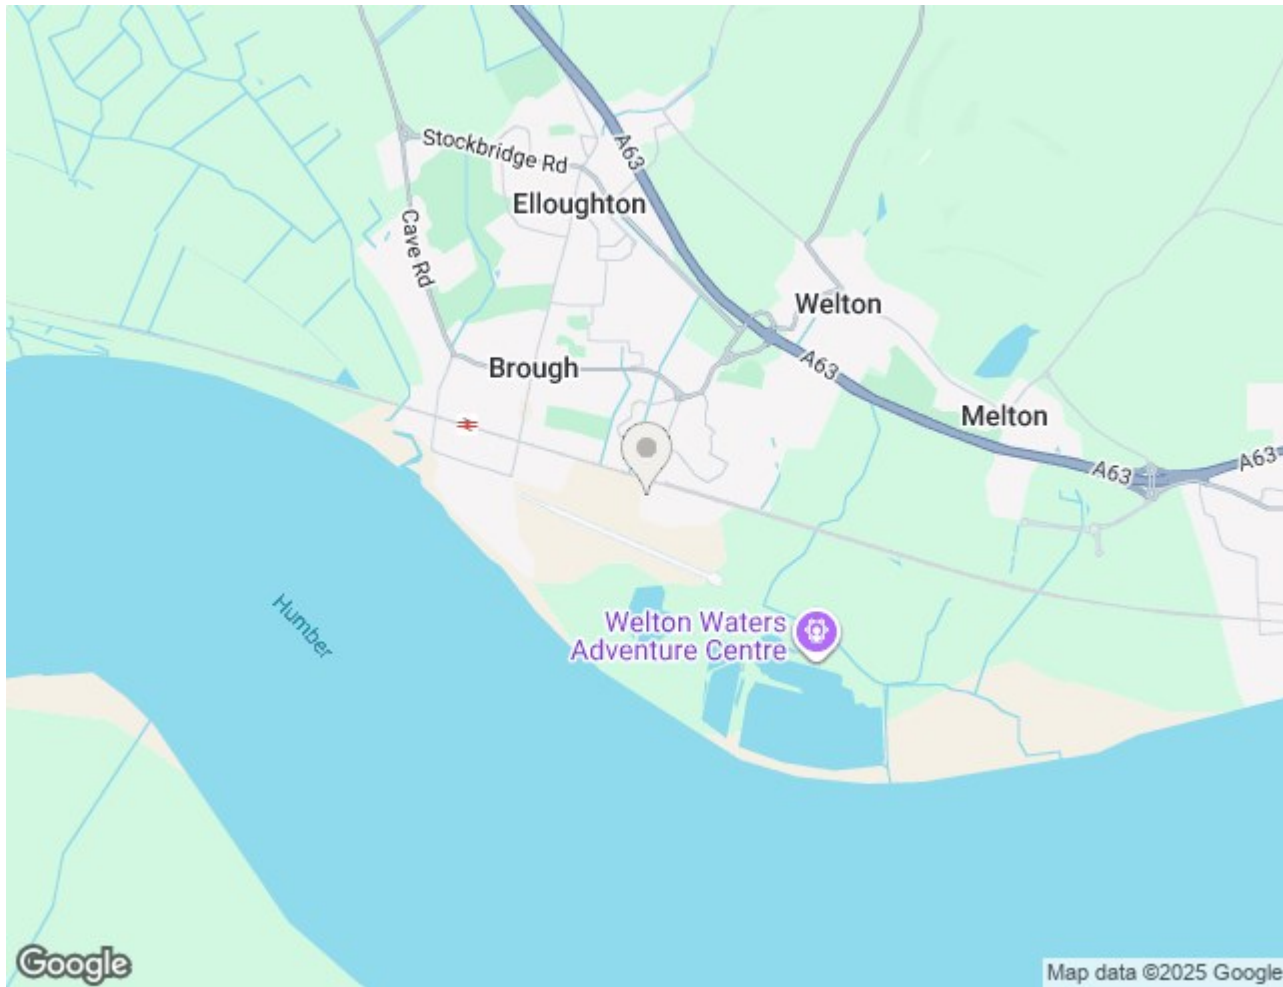 A63
Stockbridge Rd
Elloughton
Cave Rd
Welton
Brough
A63
Melton
A63
A63
Humber
Welton Waters
Adventure Centre
Google
Map data ©2025 Google